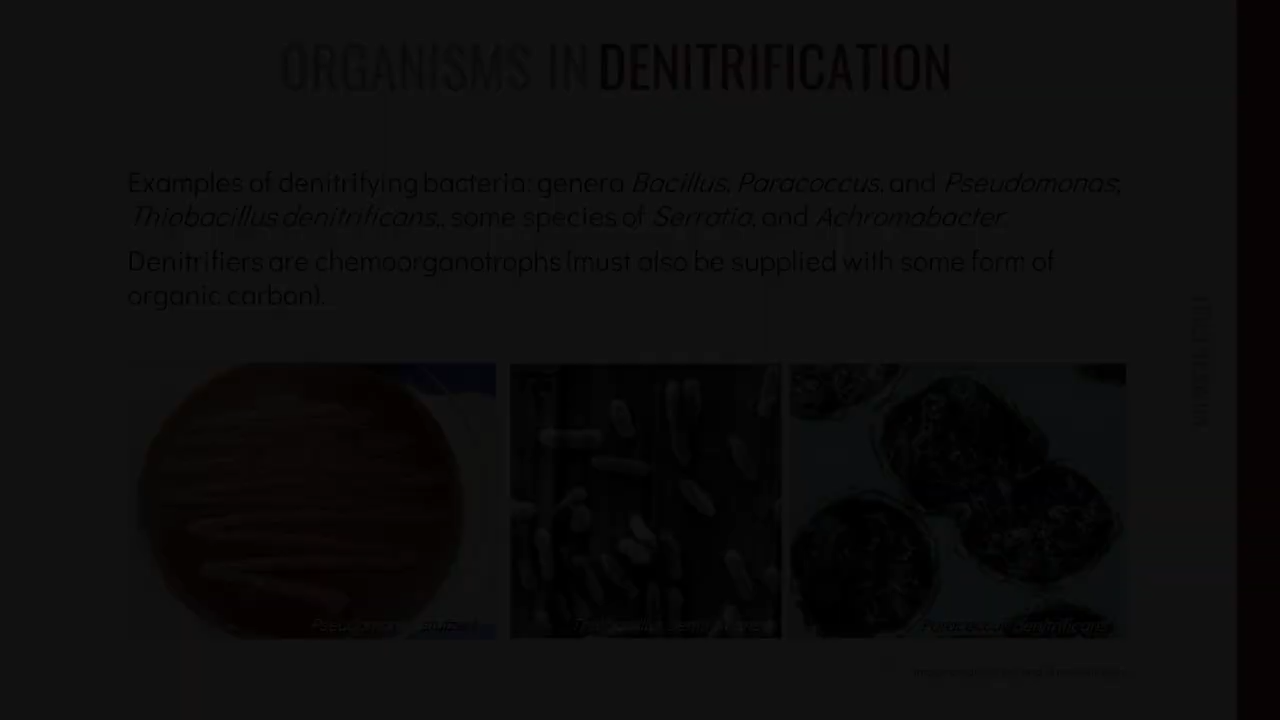 ORGANISMS IN DENITRIFICATION
Examples of denitrifying bacteria: genera Bacillus, Paracoccus, and Pseudomonas;
Thiobacillus denitrificans,, some species of Serratia, and Achromabacter.
Denitrifiers are chemoorganotrophs (must also be supplied with some form of
organic carbon).
Paracoccus denitrificans